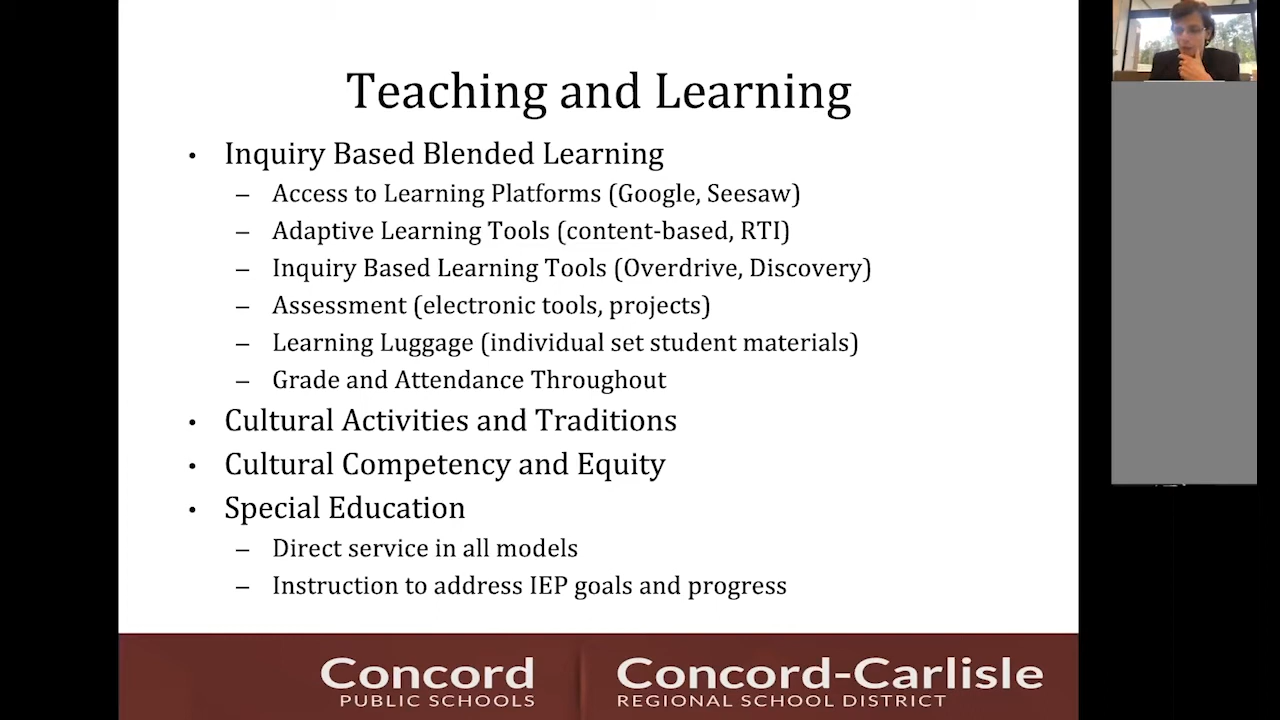 Teaching and Learning
• Inquiry Based Blended Learning
– Access to Learning Platforms (Google, Seesaw)
– Adaptive Learning Tools (content-based, RTI)
– Inquiry Based Learning Tools (Overdrive, Discovery)
– Assessment (electronic tools, projects)
– Learning Luggage (individual set student materials)
– Grade and Attendance Throughout
• Cultural Activities and Traditions
• Cultural Competency and Equity
• Special Education
– Direct service in all models
– Instruction to address IEP goals and progress
Concord
PUBLIC SCHOOLS
Concord-Carlisle
REGIONAL SCHOOL DISTRICT